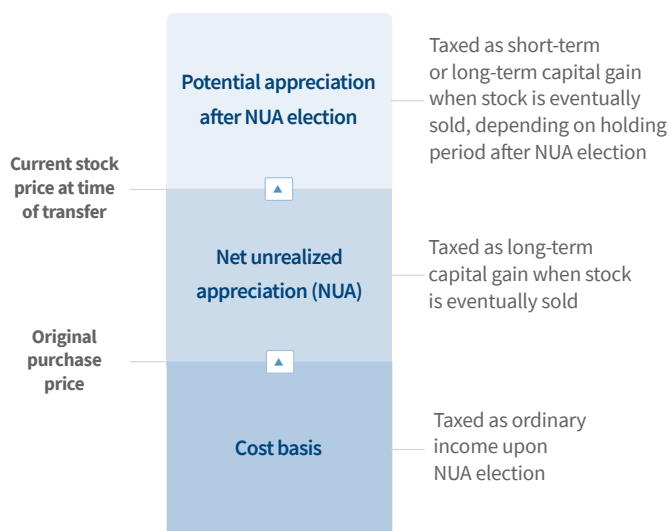 Potential appreciation
after NUA election
Taxed as short-term
or long-term capital gain
when stock is eventually
sold, depending on holding
period after NUA election
Current stock
price at time
of transfer
Net unrealized
appreciation (NUA)
Taxed as long-term
capital gain when stock
is eventually sold
Original
purchase
price
Cost basis
Taxed as ordinary
income upon
NUA election